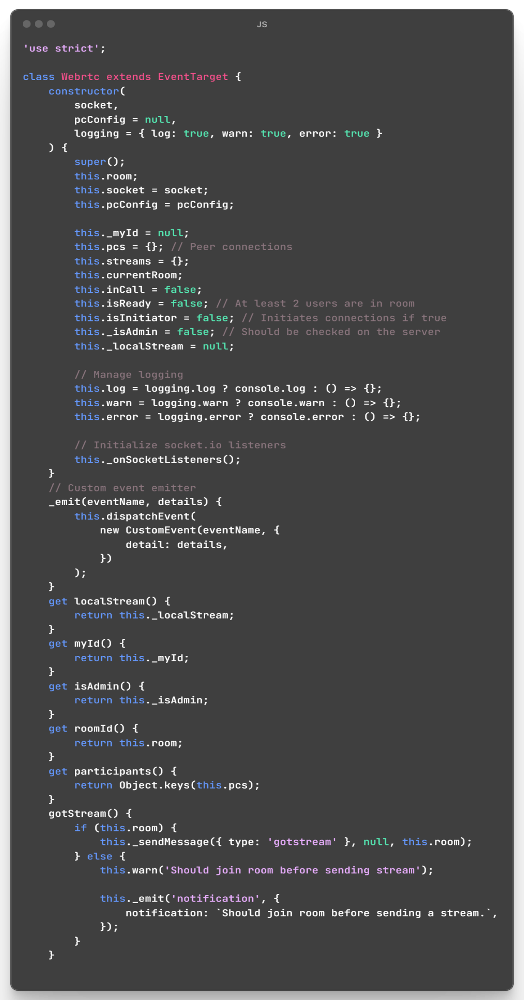 JS
'use strict';

class Webrtc extends EventTarget {
    constructor(
        socket,
        pcConfig = null,
        logging = { log: true, warn: true, error: true }
    ) {
        super();
        this.room;
        this.socket = socket;
        this.pcConfig = pcConfig;

        this._myId = null;
        this.pcs = {}; // Peer connections
        this.streams = {};
        this.currentRoom;
        this.inCall = false;
        this.isReady = false; // At least 2 users are in room
        this.isInitiator = false; // Initiates connections if true
        this._isAdmin = false; // Should be checked on the server
        this._localStream = null;

        // Manage logging
        this.log = logging.log ? console.log : () => {};
        this.warn = logging.warn ? console.warn : () => {};
        this.error = logging.error ? console.error : () => {};

        // Initialize socket.io listeners
        this._onSocketListeners();
    }
    // Custom event emitter
    _emit(eventName, details) {
        this.dispatchEvent(
            new CustomEvent(eventName, {
                detail: details,
            })
        );
    }
    get localStream() {
        return this._localStream;
    }
    get myId() {
        return this._myId;
    }
    get isAdmin() {
        return this._isAdmin;
    }
    get roomId() {
        return this.room;
    }
    get participants() {
        return Object.keys(this.pcs);
    }
    gotStream() {
        if (this.room) {
            this._sendMessage({ type: 'gotstream' }, null, this.room);
        } else {
            this.warn('Should join room before sending stream');

            this._emit('notification', {
                notification: `Should join room before sending a stream.`,
            });
        }
    }